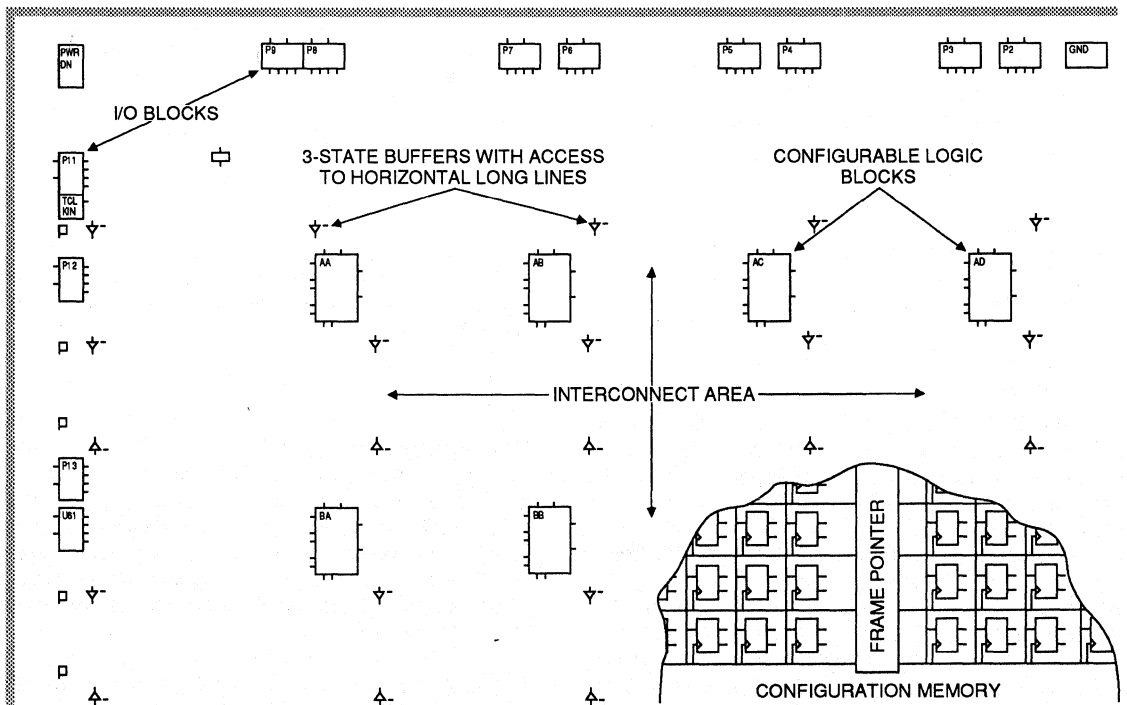 PWR
DN
P9
P8
P7
P6
P5
P4
P3
P2
GND
I/O BLOCKS
P11
TCL
KIN
3-STATE BUFFERS WITH ACCESS
TO HORIZONTAL LONG LINES
CONFIGURABLE LOGIC
BLOCKS
P12
AA
AB
AC
AD
INTERCONNECT AREA
P13
U61
BA
BB
FRAME POINTER
CONFIGURATION MEMORY